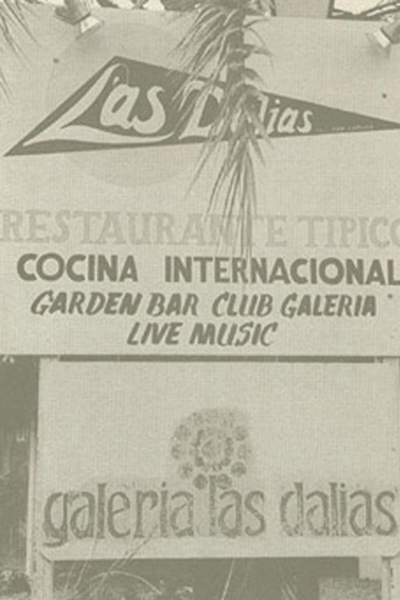 Las Dalias
RESTAURANTE TIPICO
COCINA INTERNACIONAL
GARDEN BAR CLUB GALERIA
LIVE MUSIC
galeria las dalias